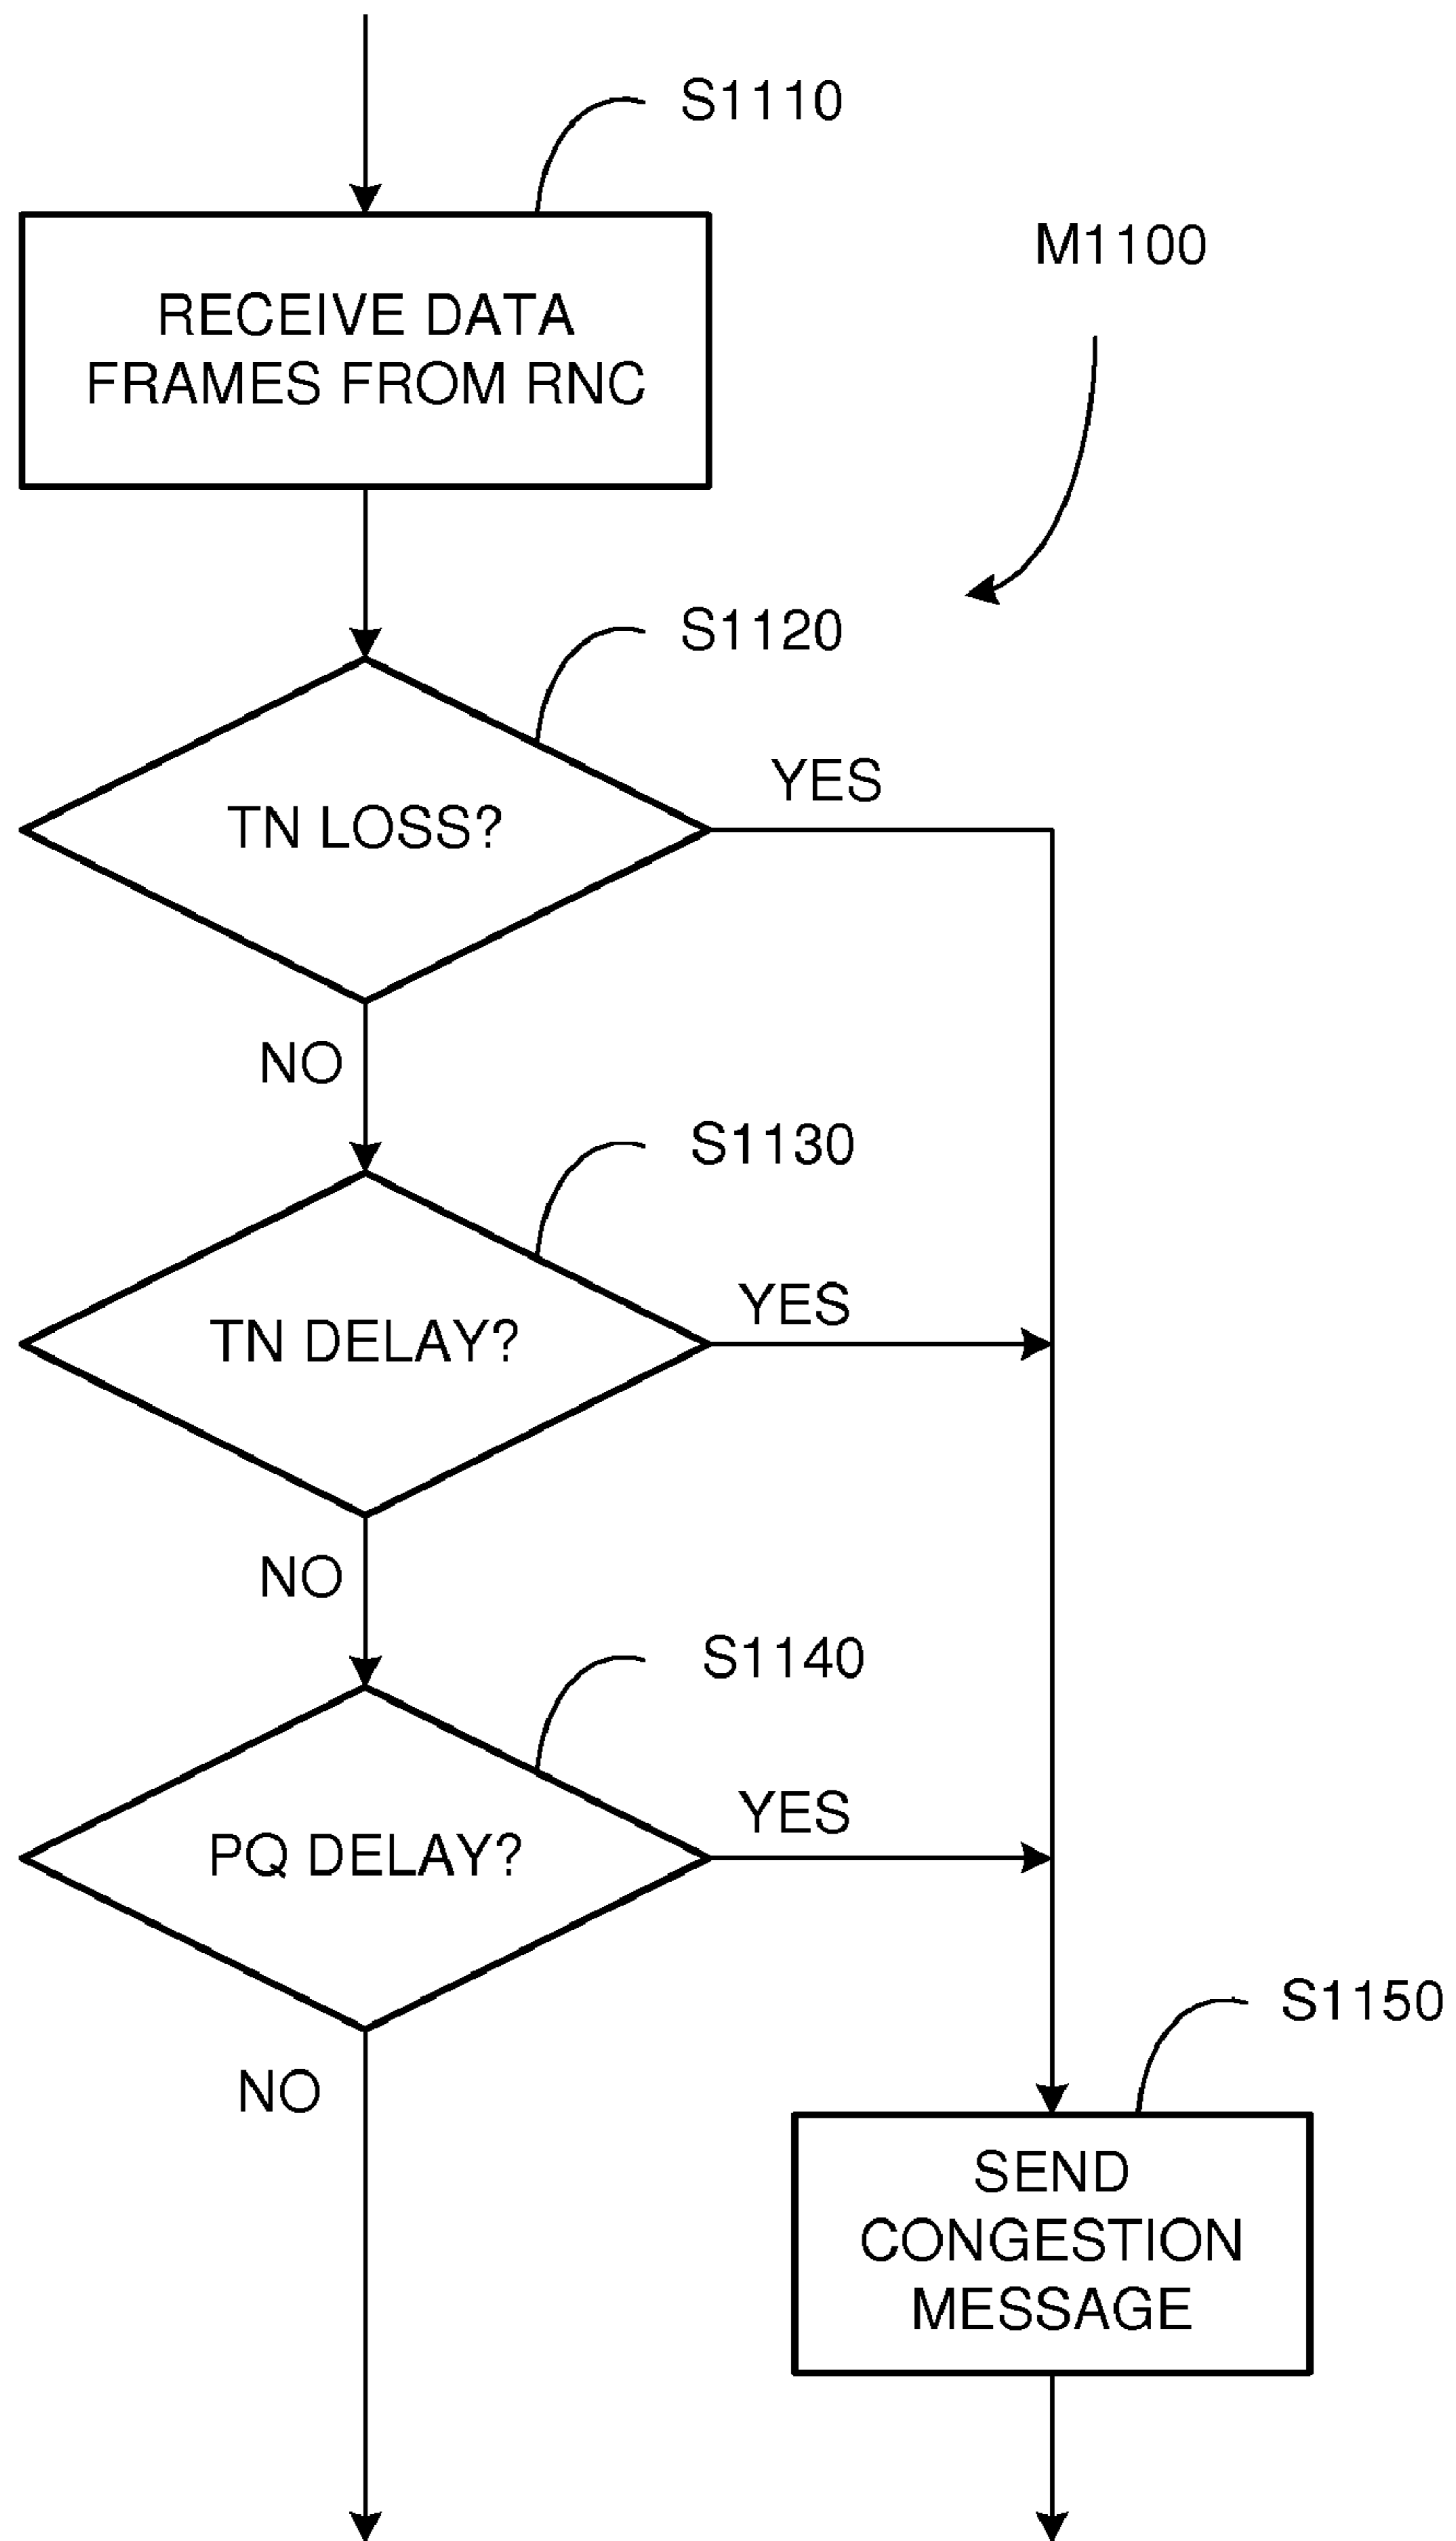 S1110
M1100
RECEIVE DATA
FRAMES FROM RNC
S1120
YES
TN LOSS?
NO
S1130
YES
TN DELAY?
NO
S1140
YES
PQ DELAY?
NO
S1150
SEND
CONGESTION
MESSAGE